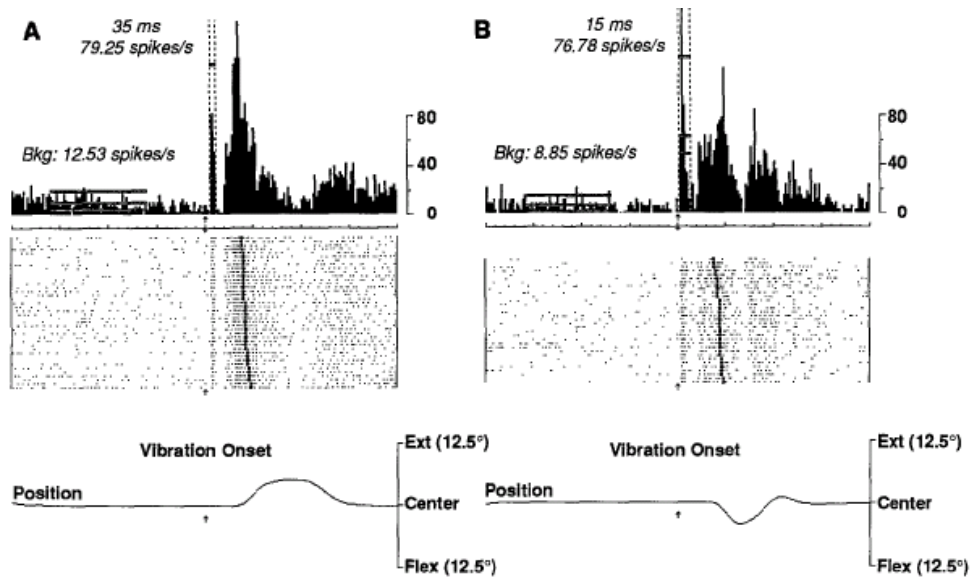 A
35 ms
79.25 spikes/s
Bkg: 12.53 spikes/s
80
40
0
Vibration Onset
Position
Ext (12.5°)
Center
Flex (12.5°)
B
15 ms
76.78 spikes/s
Bkg: 8.85 spikes/s
80
40
0
Vibration Onset
Position
Ext (12.5°)
Center
Flex (12.5°)